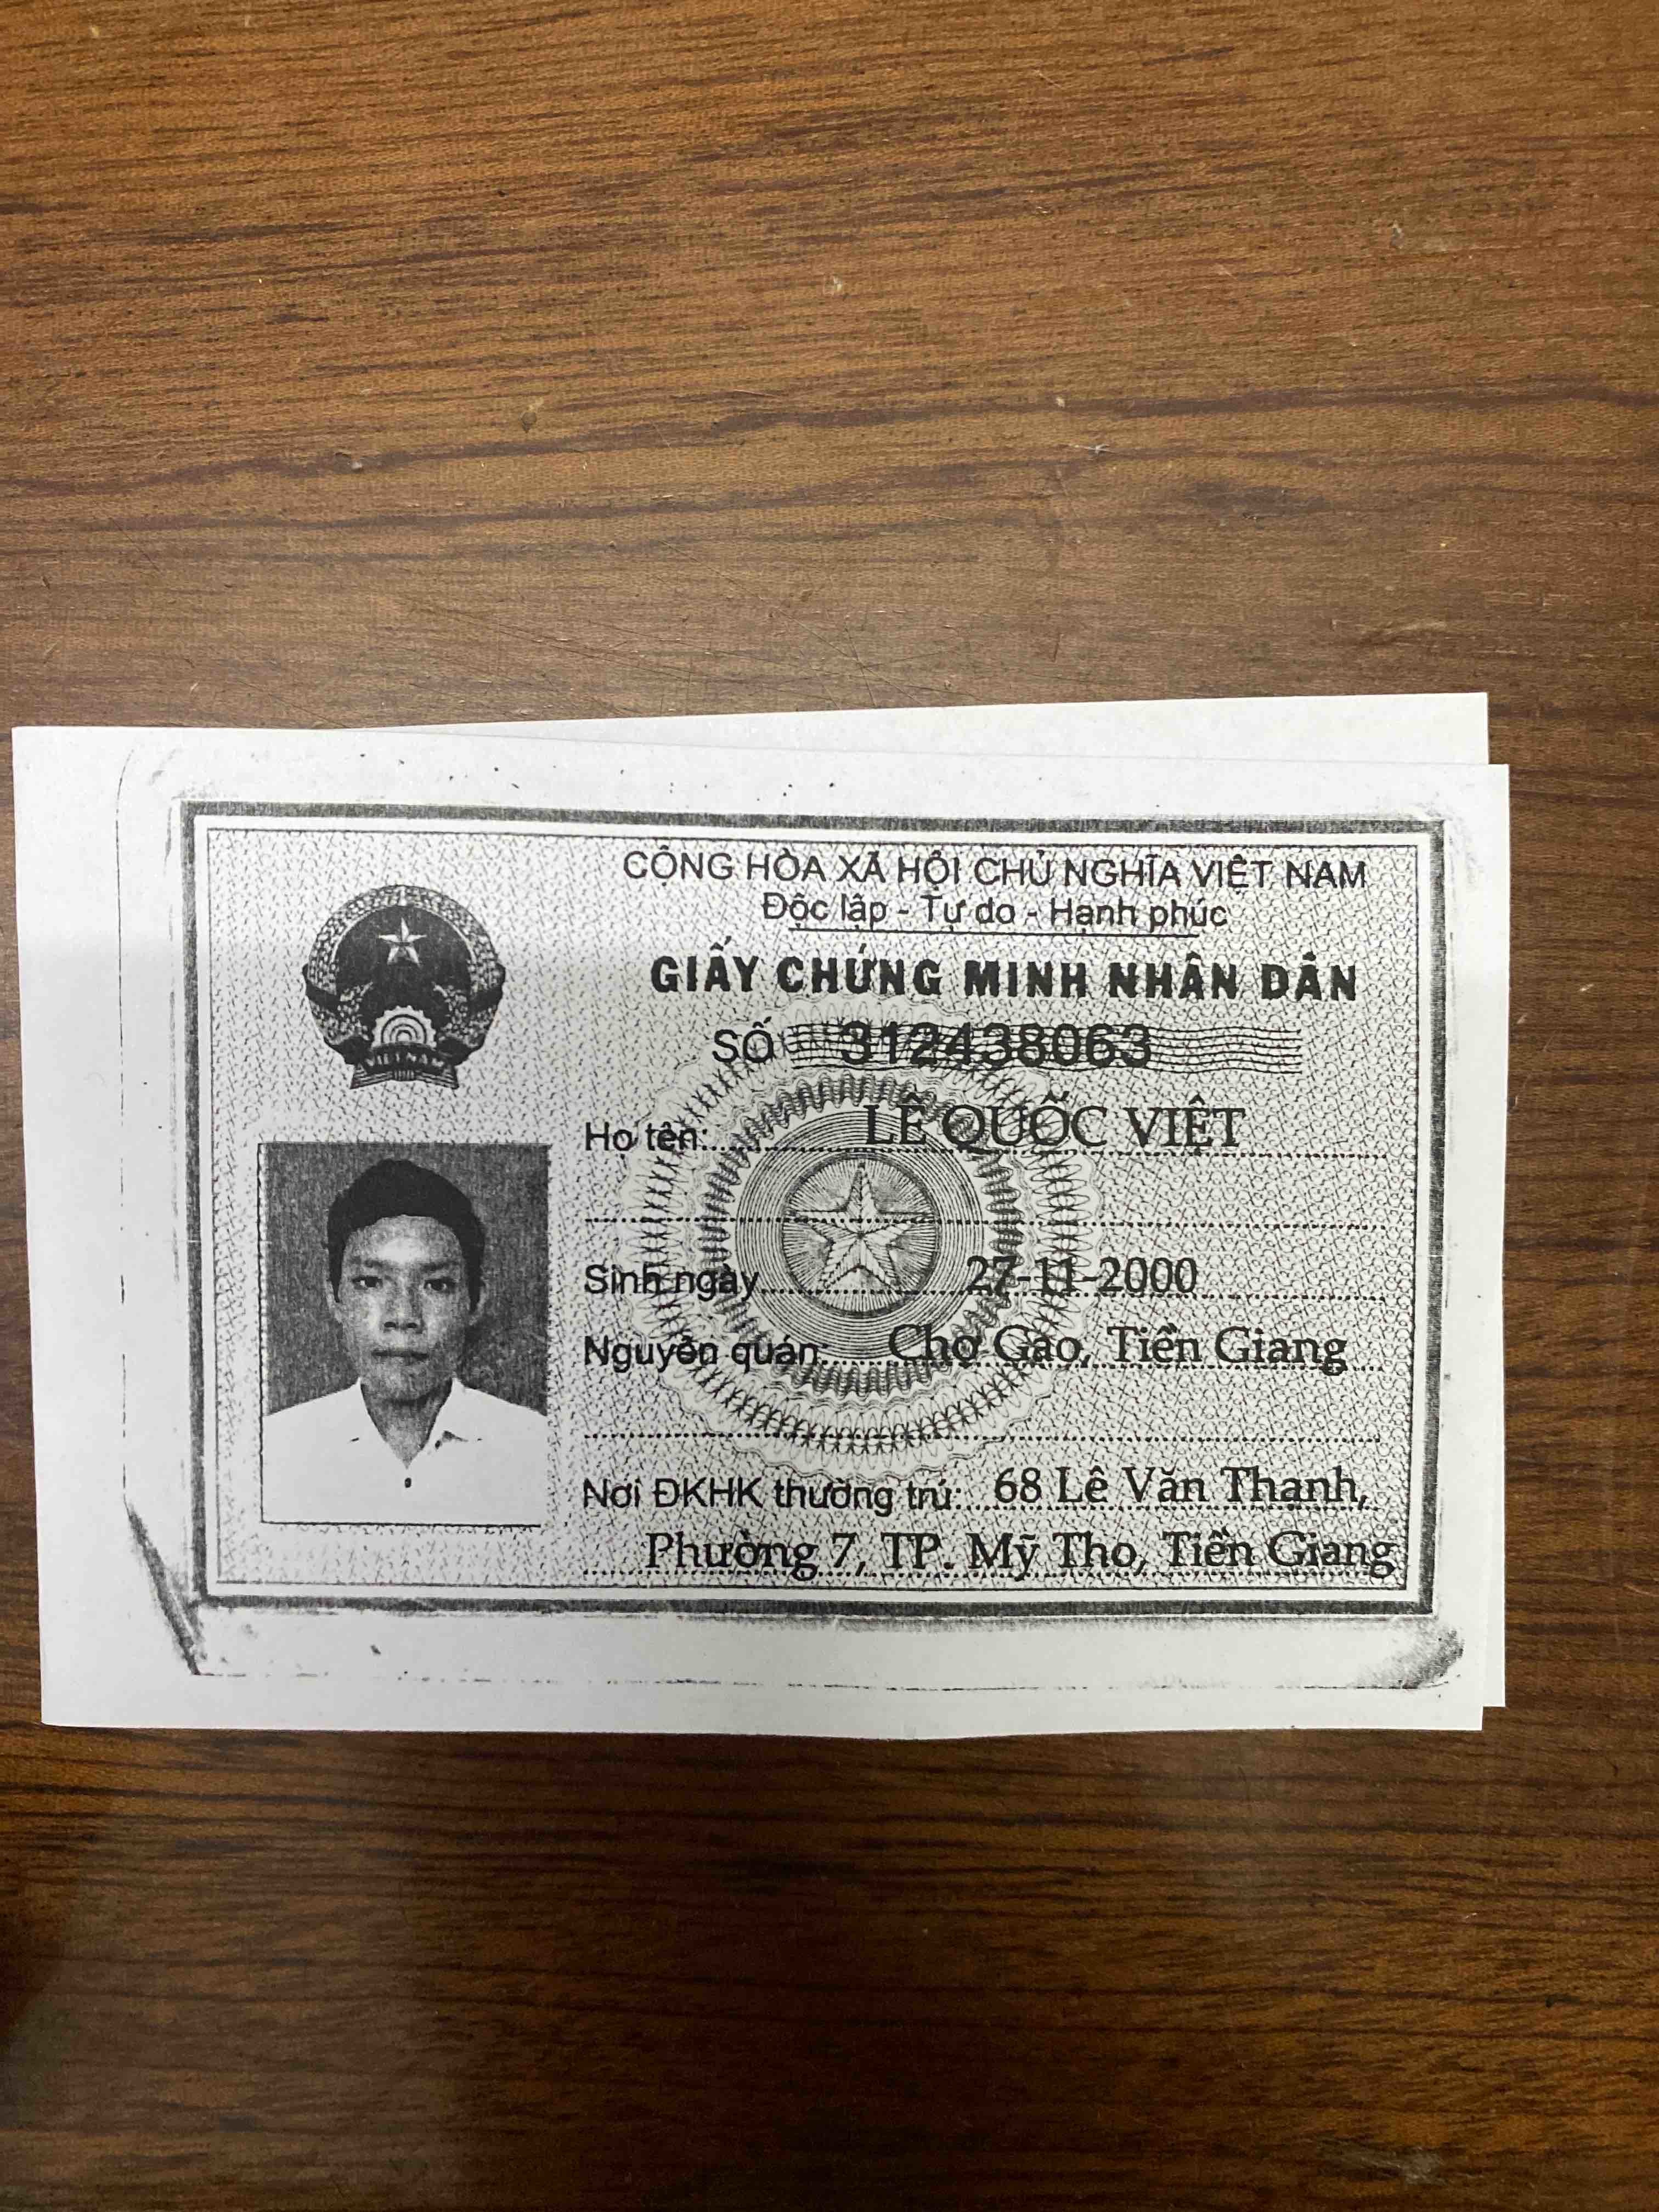 CỘNG HÒA XÃ HỘI CHỦ NGHĨA VIỆT NAM
Độc lập - Tự do - Hạnh phúc
GIẤY CHỨNG MINH NHÂN DÂN
SỐ 312438063
Họ tên: LÊ QUỐC VIỆT
Sinh ngày 27-11-2000
Nguyên quán: Chợ Gạo, Tiền Giang
Nơi ĐKHK thường trú: 68 Lê Văn Thạnh,
Phường 7, TP. Mỹ Tho, Tiền Giang
VIỆT NAM